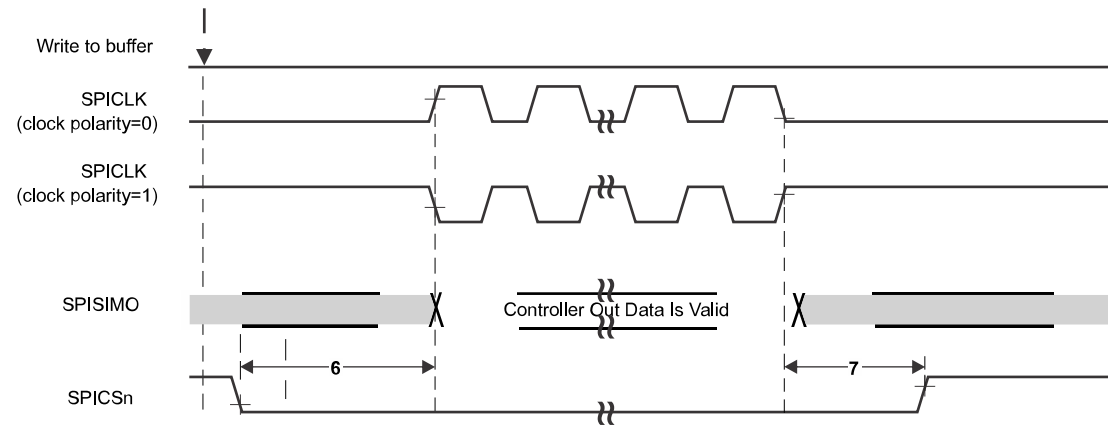 Write to buffer
SPICLK
(clock polarity=0)
SPICLK
(clock polarity=1)
SPISIMO
Controller Out Data Is Valid
6
7
SPICSn